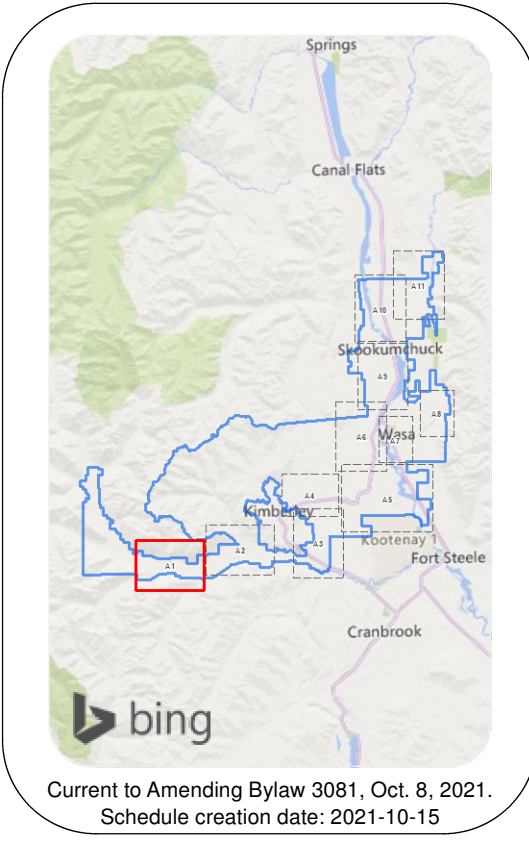 Springs
Canal Flats
A11
A10
Skookumchuck
A9
A8
A6
Wasa
A7
A4
A5
Kimberley
A3
Kootenay 1
A2
Fort Steele
A1
Cranbrook
bing
Current to Amending Bylaw 3081, Oct. 8, 2021.
Schedule creation date: 2021-10-15